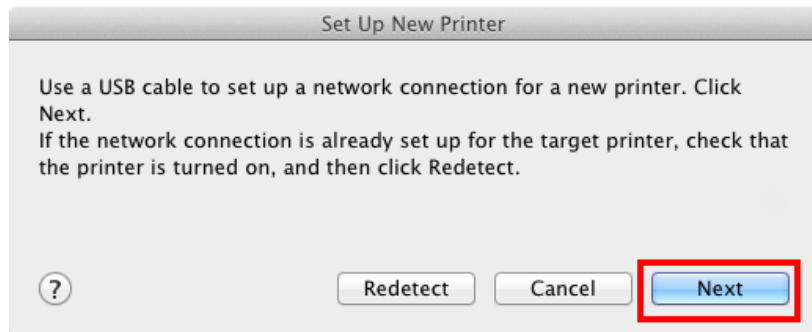 Set Up New Printer
Use a USB cable to set up a network connection for a new printer. Click
Next.
If the network connection is already set up for the target printer, check that
the printer is turned on, and then click Redetect.
? Redetect Cancel Next